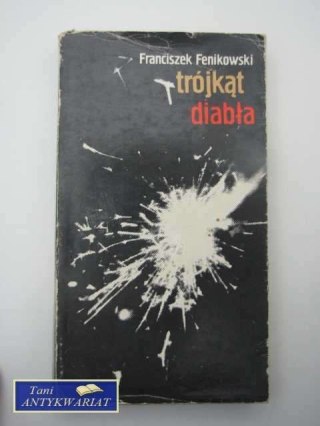 Franciszek Fenikowski
trójkąt
diabła
Tani
ANTYKWARIAT